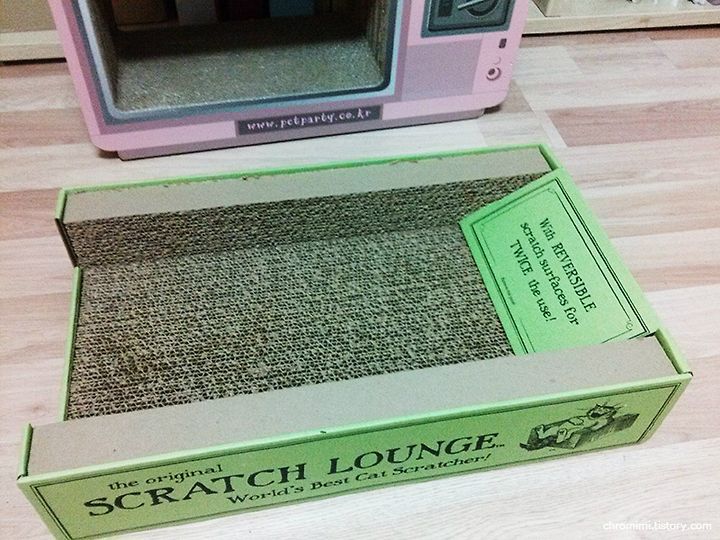 www.petparty.co.kr
With REVERSIBLE
scratch surfaces for
TWICE the use!
the original
SCRATCH LOUNGE
World's Best Cat Scratcher!
chromimi.tistory.com